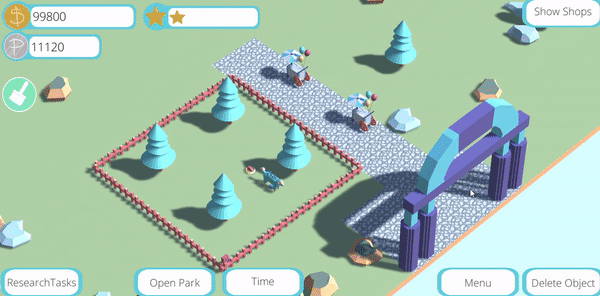 99800
Show Shops
11120
ResearchTasks
Open Park
Time
Menu
Delete Object